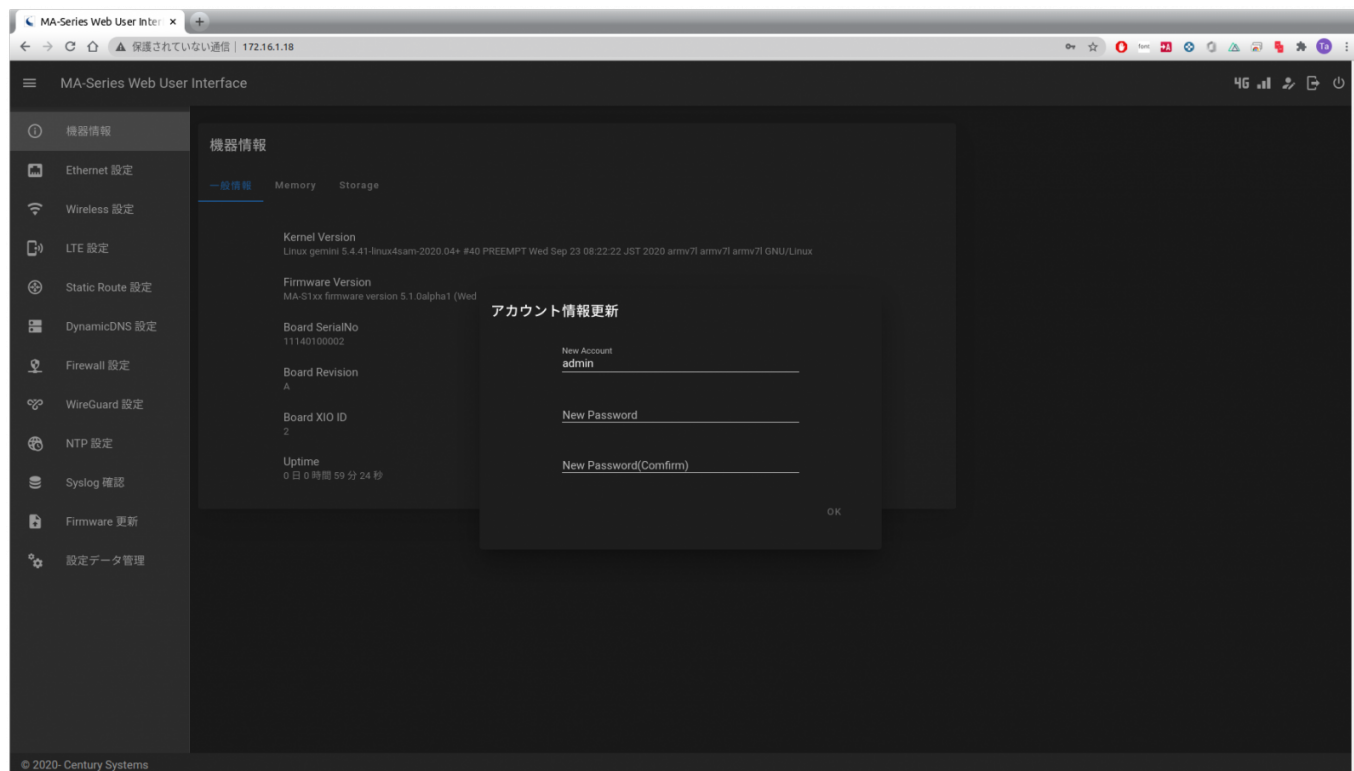 MA-Series Web User Inter
保護されていない通信 | 172.16.1.18
MA-Series Web User Interface
4G
機器情報
Ethernet 設定
Wireless 設定
LTE 設定
Static Route 設定
DynamicDNS 設定
Firewall 設定
WireGuard 設定
NTP 設定
Syslog 確認
Firmware 更新
設定データ管理
機器情報
一般情報 Memory Storage
Kernel Version
Linux gemini 5.4.41-linux4sam-2020.04+ #40 PREEMPT Wed Sep 23 08:22:22 JST 2020 armv7l armv7l armv7l GNU/Linux
Firmware Version
MA-S1xx firmware version 5.1.0alpha1 (Wed
Board SerialNo
11140100002
Board Revision
A
Board XIO ID
2
Uptime
0 日 0 時間 59 分 24 秒
アカウント情報更新
New Account
admin
New Password
New Password(Comfirm)
OK
© 2020- Century Systems